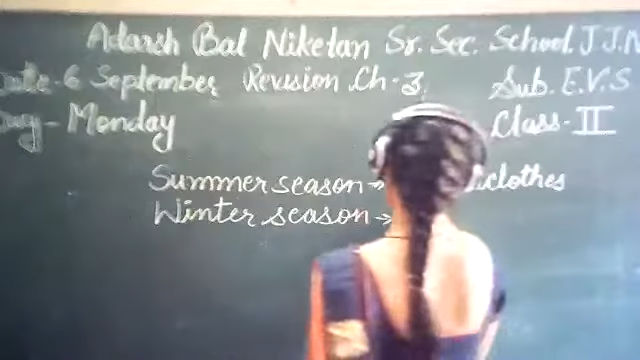 Adarsh Bal Niketan Sr. Sec. School. J J N
Date-6 September Revision Ch-3. Sub. E.V.S
Day-Monday Class-II
Summer season→ clothes
Winter season→